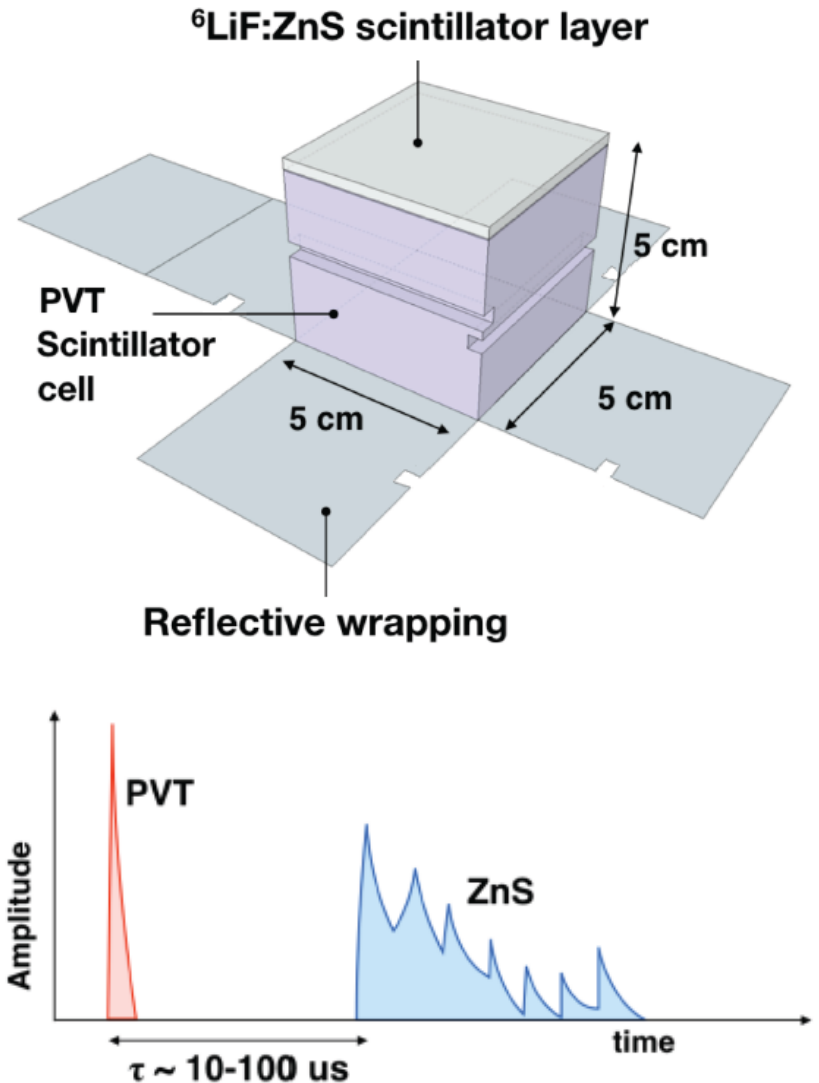 ⁶LiF:ZnS scintillator layer
5 cm
PVT
Scintillator
cell
5 cm
5 cm
Reflective wrapping
PVT
ZnS
Amplitude
time
τ ~ 10-100 us